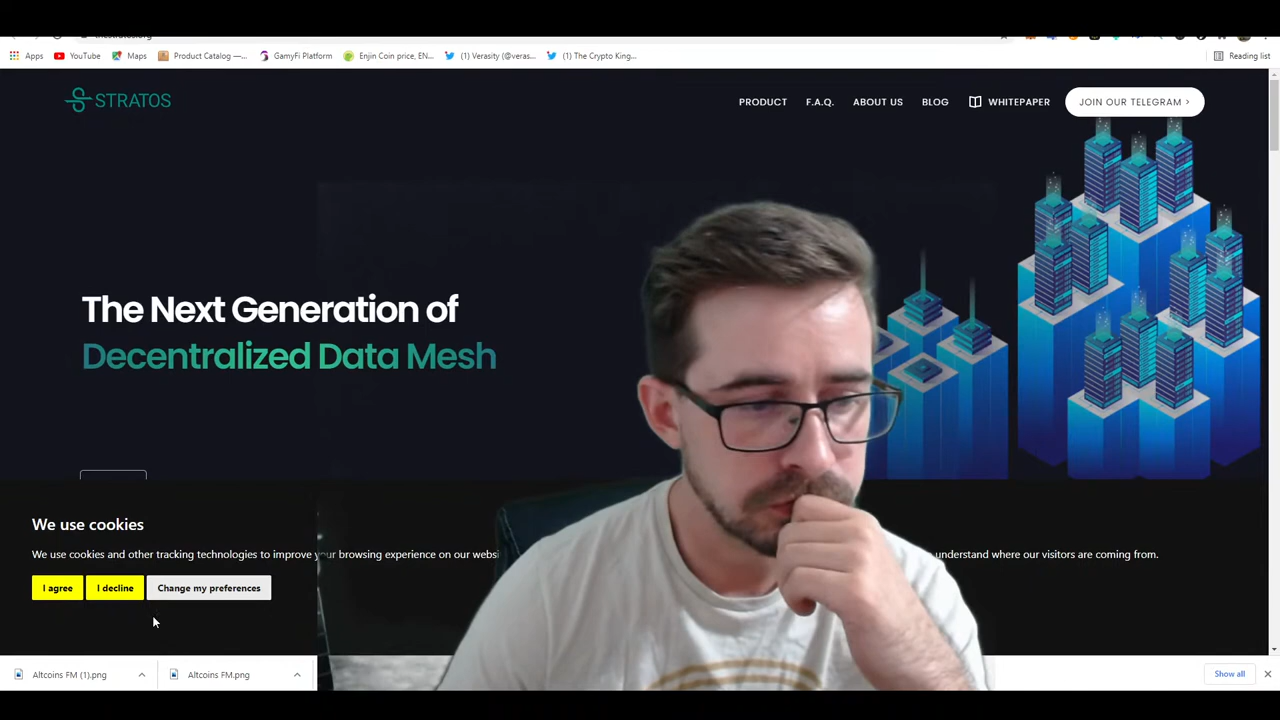 Apps
YouTube
Maps
Product Catalog —...
GamyFi Platform
Enjin Coin price, EN...
(1) Verasity (@veras...
(1) The Crypto King...
Reading list
STRATOS
PRODUCT
F.A.Q.
ABOUT US
BLOG
WHITEPAPER
JOIN OUR TELEGRAM >
The Next Generation of
Decentralized Data Mesh
We use cookies
We use cookies and other tracking technologies to improve your browsing experience on our websi understand where our visitors are coming from.
I agree
I decline
Change my preferences
Altcoins FM (1).png
Altcoins FM.png
Show all